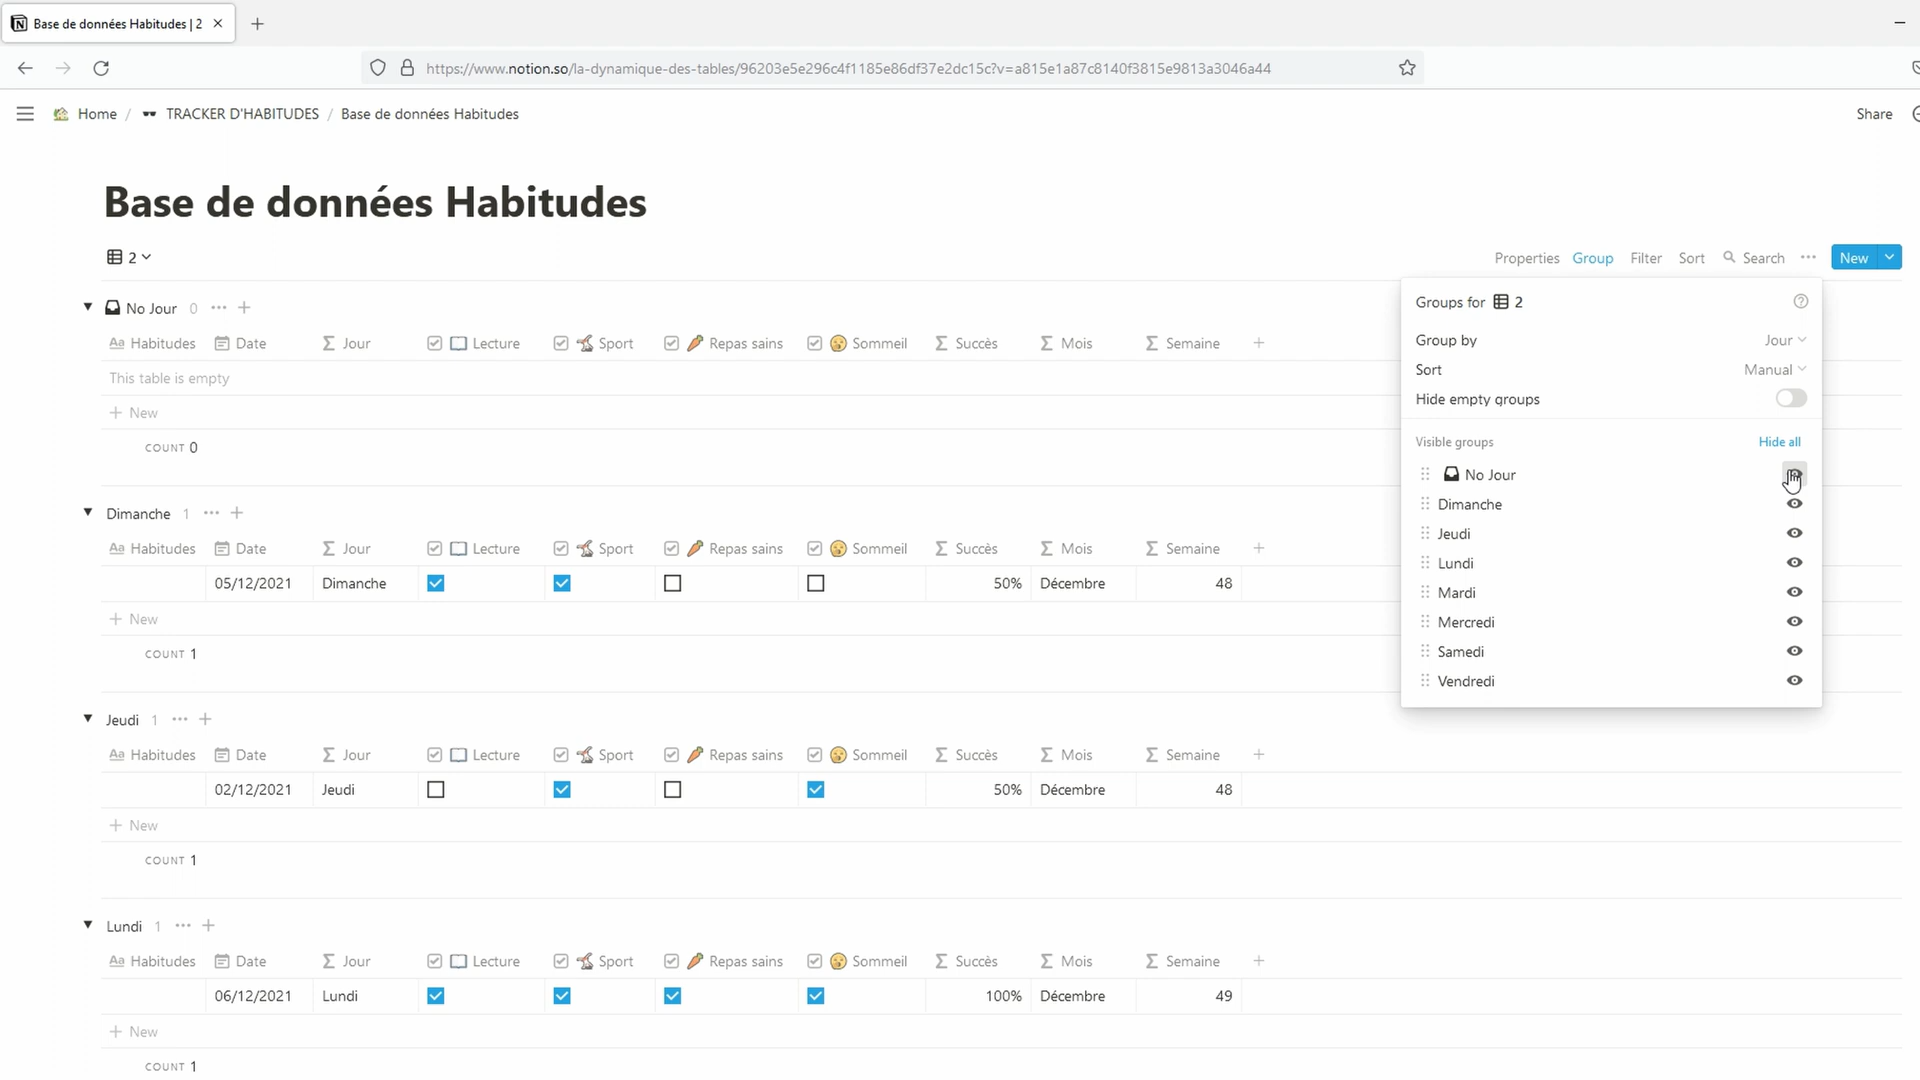 Base de données Habitudes | 2
https://www.notion.so/la-dynamique-des-tables/96203e5e296c4f1185e86df37e2dc15c?v=a815e1a87c8140f3815e9813a3046a44
Home / TRACKER D'HABITUDES / Base de données Habitudes
Share
Base de données Habitudes
2
Properties Group Filter Sort Search New
No Jour 0
Habitudes Date Jour Lecture Sport Repas sains Sommeil Succès Mois Semaine
This table is empty
New
COUNT 0
Dimanche 1
Habitudes Date Jour Lecture Sport Repas sains Sommeil Succès Mois Semaine
05/12/2021 Dimanche 50% Décembre 48
New
COUNT 1
Jeudi 1
Habitudes Date Jour Lecture Sport Repas sains Sommeil Succès Mois Semaine
02/12/2021 Jeudi 50% Décembre 48
New
COUNT 1
Lundi 1
Habitudes Date Jour Lecture Sport Repas sains Sommeil Succès Mois Semaine
06/12/2021 Lundi 100% Décembre 49
New
COUNT 1
Groups for 2
Group by Jour
Sort Manual
Hide empty groups
Visible groups Hide all
No Jour
Dimanche
Jeudi
Lundi
Mardi
Mercredi
Samedi
Vendredi